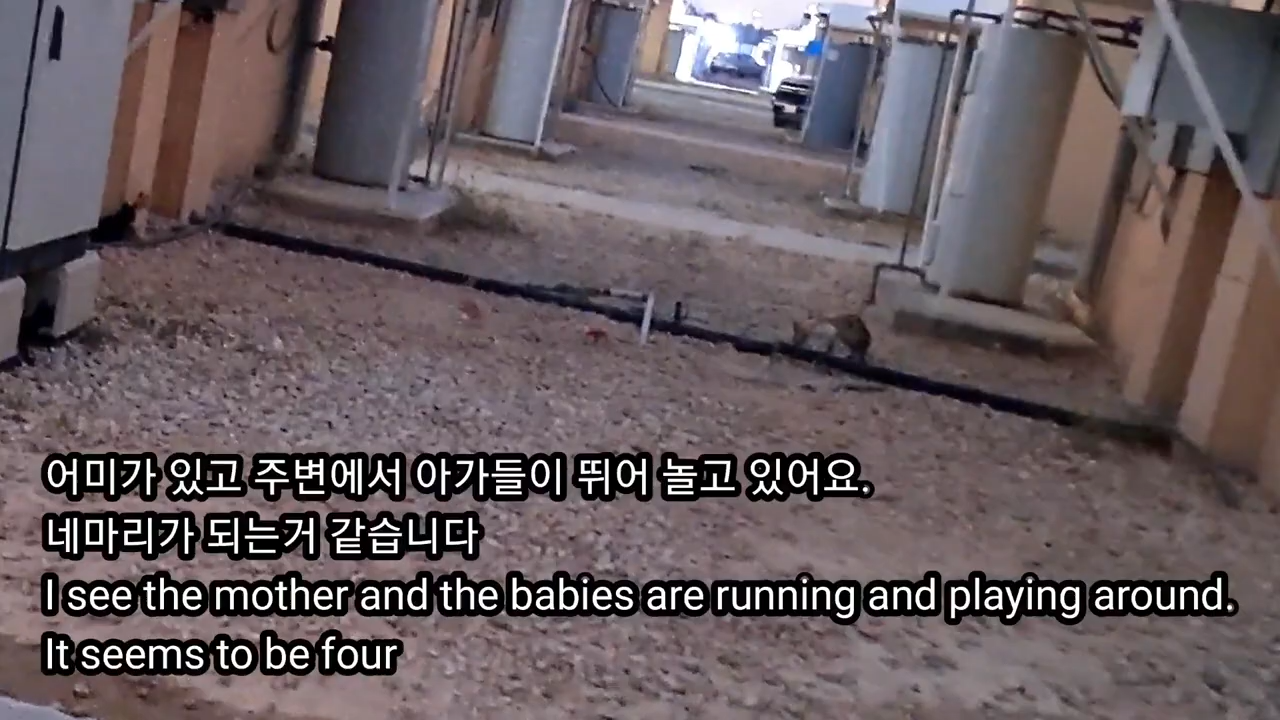 어미가 있고 주변에서 아가들이 뛰어 놀고 있어요.
네마리가 되는거 같습니다
I see the mother and the babies are running and playing around.
It seems to be four